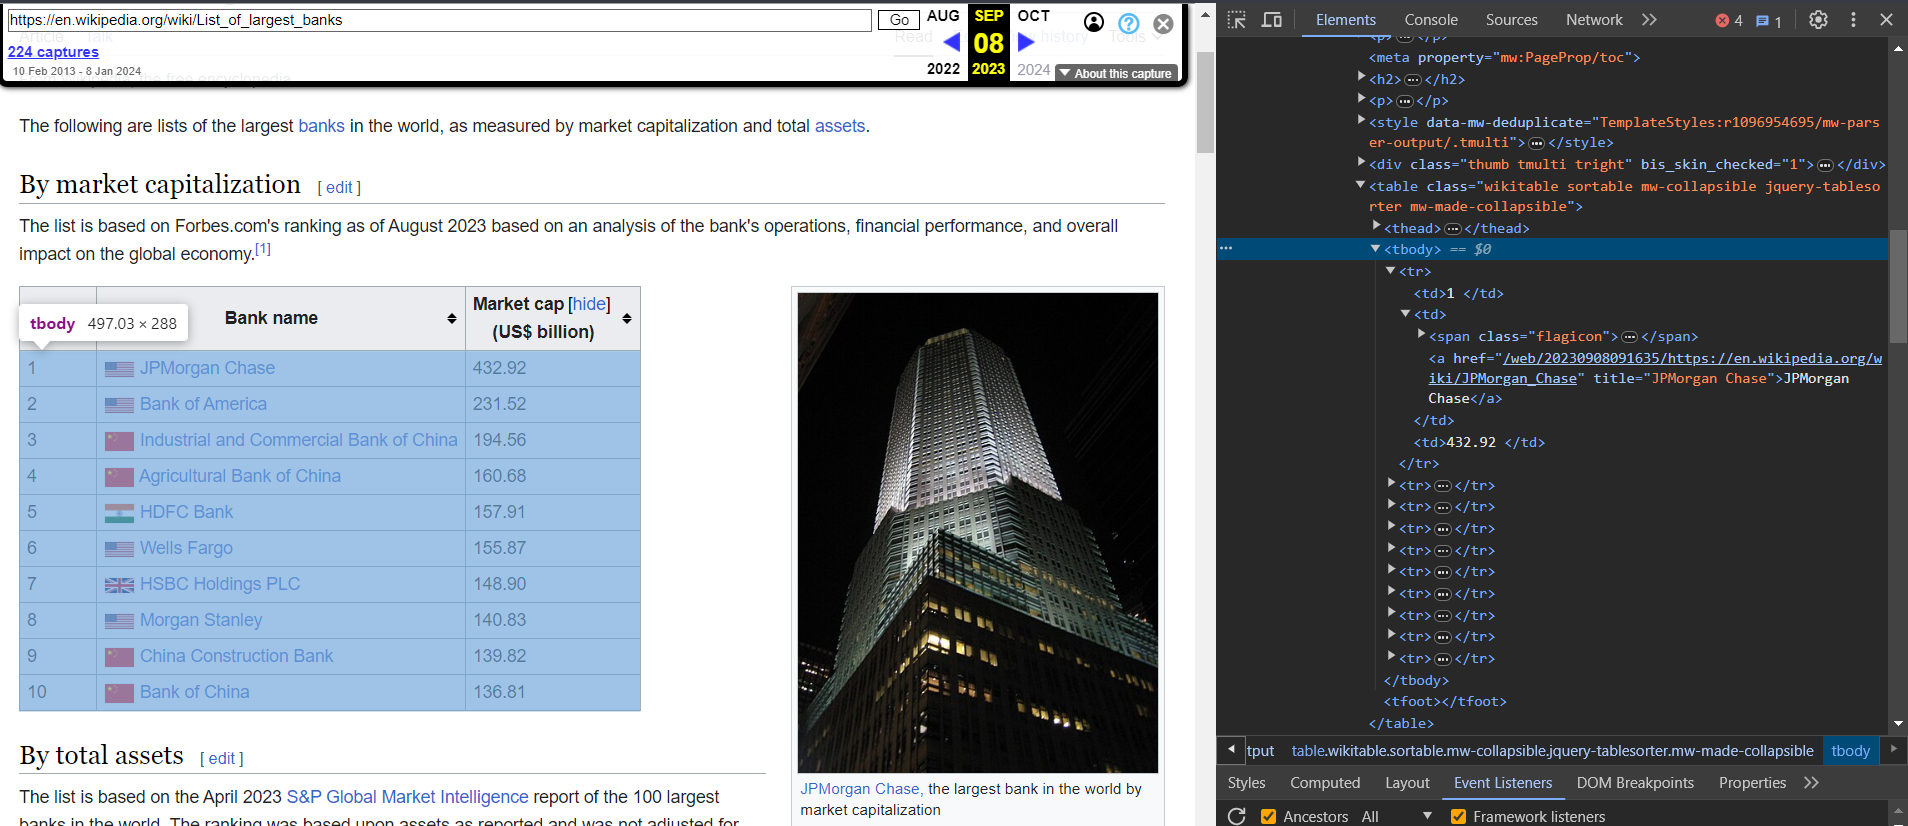 https://en.wikipedia.org/wiki/List_of_largest_banks
Go
AUG
SEP
OCT
08
224 captures
10 Feb 2013 - 8 Jan 2024
2022
2023
2024
About this capture
Article
Talk
Read
history
Tools
The following are lists of the largest banks in the world, as measured by market capitalization and total assets.
By market capitalization [ edit ]
The list is based on Forbes.com's ranking as of August 2023 based on an analysis of the bank's operations, financial performance, and overall
impact on the global economy.[1]
tbody 497.03 × 288
Bank name
Market cap [hide]
(US$ billion)
1 JPMorgan Chase 432.92
2 Bank of America 231.52
3 Industrial and Commercial Bank of China 194.56
4 Agricultural Bank of China 160.68
5 HDFC Bank 157.91
6 Wells Fargo 155.87
7 HSBC Holdings PLC 148.90
8 Morgan Stanley 140.83
9 China Construction Bank 139.82
10 Bank of China 136.81
JPMorgan Chase, the largest bank in the world by
market capitalization
By total assets [ edit ]
The list is based on the April 2023 S&P Global Market Intelligence report of the 100 largest
banks in the world. The ranking was based upon assets as reported and was not adjusted for
Elements Console Sources Network >> 4 1
<p> ••• </p>
<meta property="mw:PageProp/toc">
<h2> ••• </h2>
<p> ••• </p>
<style data-mw-deduplicate="TemplateStyles:r1096954695/mw-pars
er-output/.tmulti"> ••• </style>
<div class="thumb tmulti tright" bis_skin_checked="1"> ••• </div>
<table class="wikitable sortable mw-collapsible jquery-tableso
rter mw-made-collapsible">
<thead> ••• </thead>
••• <tbody> == $0
<tr>
<td>1 </td>
<td>
<span class="flagicon"> ••• </span>
<a href="/web/20230908091635/https://en.wikipedia.org/w
iki/JPMorgan_Chase" title="JPMorgan Chase">JPMorgan
Chase</a>
</td>
<td>432.92 </td>
</tr>
<tr> ••• </tr>
<tr> ••• </tr>
<tr> ••• </tr>
<tr> ••• </tr>
<tr> ••• </tr>
<tr> ••• </tr>
<tr> ••• </tr>
<tr> ••• </tr>
<tr> ••• </tr>
</tbody>
<tfoot></tfoot>
</table>
tput table.wikitable.sortable.mw-collapsible.jquery-tablesorter.mw-made-collapsible tbody
Styles Computed Layout Event Listeners DOM Breakpoints Properties >>
Ancestors All Framework listeners